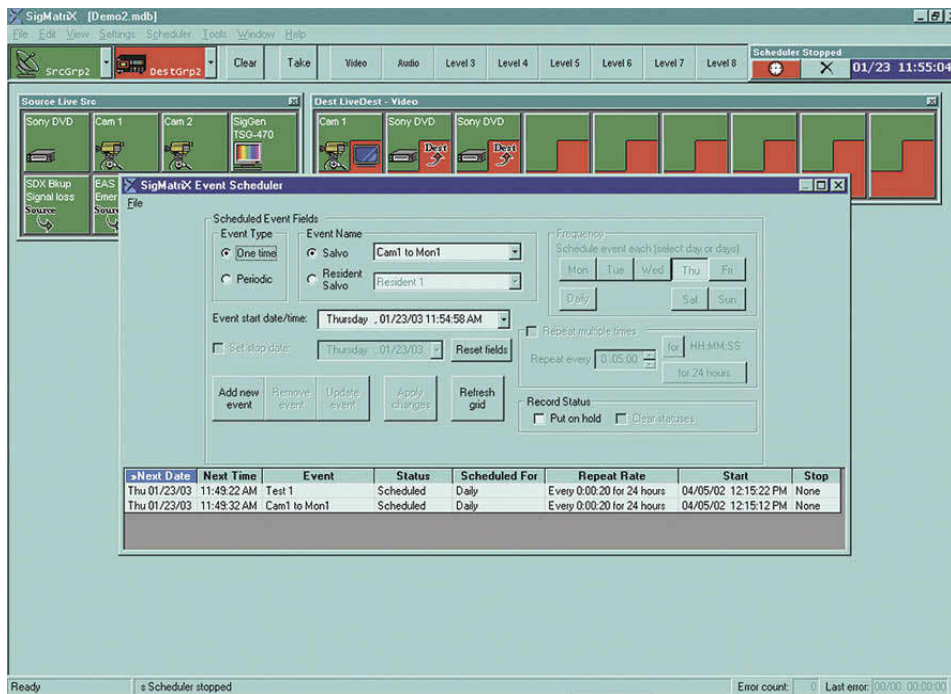 SigMatriX [Demo2.mdb]
File Edit View Settings Scheduler Tools Window Help
SrcGrp2 DestGrp2 Clear Take Video Audio Level 3 Level 4 Level 5 Level 6 Level 7 Level 8
Scheduler Stopped
01/23 11:55:04
Source Live Src
Dest LiveDest - Video
Sony DVD Cam 1 Cam 2 SigGen TSG-470
Cam 1 Sony DVD Sony DVD
Dest Dest
SDX Bkup Signal loss
Source
EAS
SigMatriX Event Scheduler
File
Scheduled Event Fields
Event Type
One time
Periodic
Event Name
Salvo Cam1 to Mon1
Resident Salvo Resident 1
Frequency
Schedule event each (select day or days)
Mon Tue Wed Thu Fri
Daily Sat Sun
Event start date/time: Thursday , 01/23/03 11:54:58 AM
Set stop date: Thursday , 01/23/03 Reset fields
Repeat multiple times
Repeat every 0:05:00 for HH:MM:SS
for 24 hours
Add new event Remove event Update event Apply changes Refresh grid
Record Status
Put on hold Clear statuses
»Next Date Next Time Event Status Scheduled For Repeat Rate Start Stop
Thu 01/23/03 11:49:22 AM Test 1 Scheduled Daily Every 0:00:20 for 24 hours 04/05/02 12:15:22 PM None
Thu 01/23/03 11:49:32 AM Cam1 to Mon1 Scheduled Daily Every 0:00:20 for 24 hours 04/05/02 12:15:12 PM None
Ready s Scheduler stopped Error count: 0 Last error: 00/00 00:00:00